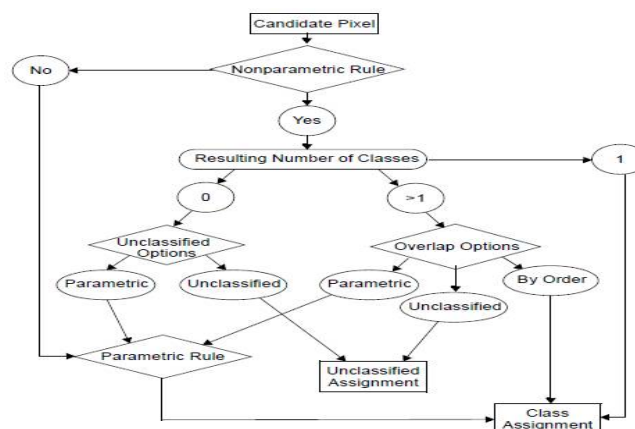 Candidate Pixel
No
Nonparametric Rule
Yes
Resulting Number of Classes
1
0
>1
Unclassified
Options
Overlap Options
Parametric
Unclassified
Parametric
By Order
Unclassified
Parametric Rule
Unclassified
Assignment
Class
Assignment